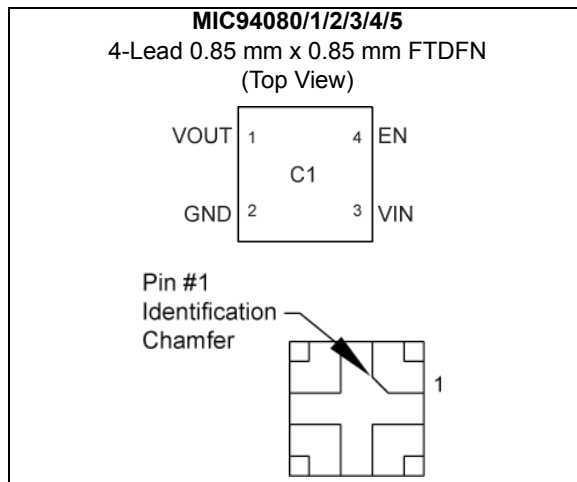 MIC94080/1/2/3/4/5
4-Lead 0.85 mm x 0.85 mm FTDFN
(Top View)
VOUT 1 4 EN
C1
GND 2 3 VIN
Pin #1
Identification
Chamfer
1